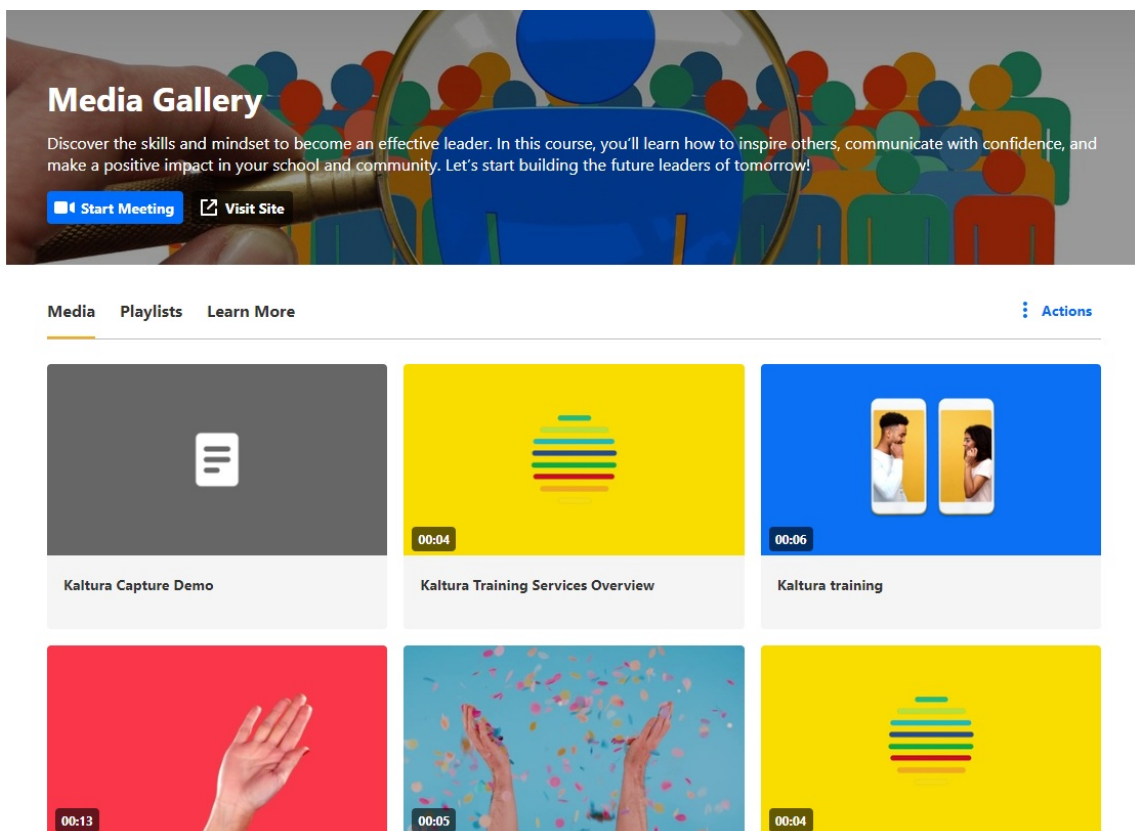 Media Gallery
Discover the skills and mindset to become an effective leader. In this course, you'll learn how to inspire others, communicate with confidence, and
make a positive impact in your school and community. Let's start building the future leaders of tomorrow!
Start Meeting Visit Site
Media Playlists Learn More Actions
00:04 00:06
Kaltura Capture Demo Kaltura Training Services Overview Kaltura training
00:13 00:05 00:04